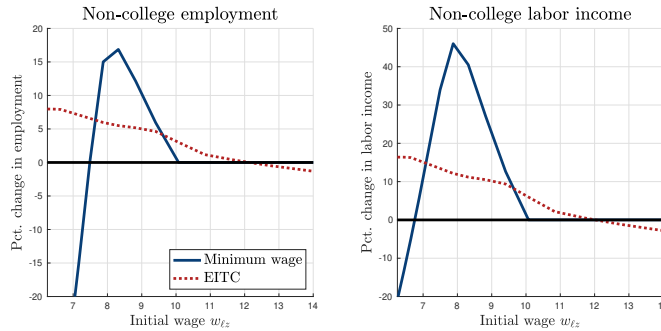 Non-college employment
Pct. change in employment
20
15
10
5
0
-5
-10
-15
-20
7 8 9 10 11 12 13 14
Initial wage wℓz
Minimum wage
EITC
Non-college labor income
Pct. change in labor income
50
40
30
20
10
0
-10
-20
7 8 9 10 11 12 13 14
Initial wage wℓz